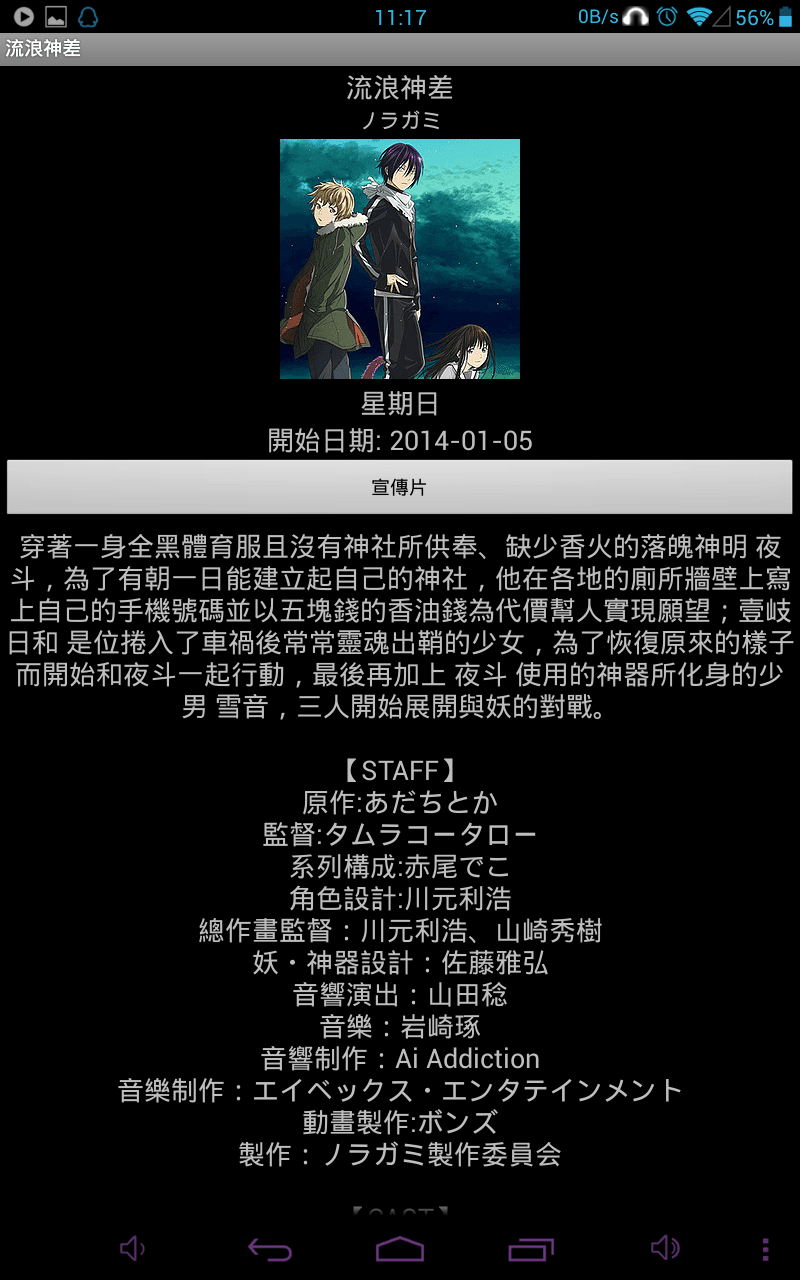 11:17
0B/s
56%
流浪神差
流浪神差
ノラガミ
星期日
開始日期: 2014-01-05
宣傳片
穿著一身全黑體育服且沒有神社所供奉、缺少香火的落魄神明 夜
斗，為了有朝一日能建立起自己的神社，他在各地的廁所牆壁上寫
上自己的手機號碼並以五塊錢的香油錢為代價幫人實現願望；壹岐
日和 是位捲入了車禍後常常靈魂出鞘的少女，為了恢復原來的樣子
而開始和夜斗一起行動，最後再加上 夜斗 使用的神器所化身的少
男 雪音，三人開始展開與妖的對戰。
【STAFF】
原作:あだちとか
監督:タムラコータロー
系列構成:赤尾でこ
角色設計:川元利浩
總作畫監督：川元利浩、山崎秀樹
妖・神器設計：佐藤雅弘
音響演出：山田稔
音樂：岩崎琢
音響制作：Ai Addiction
音樂制作：エイベックス・エンタテインメント
動畫製作:ボンズ
製作：ノラガミ製作委員会
【CAST】